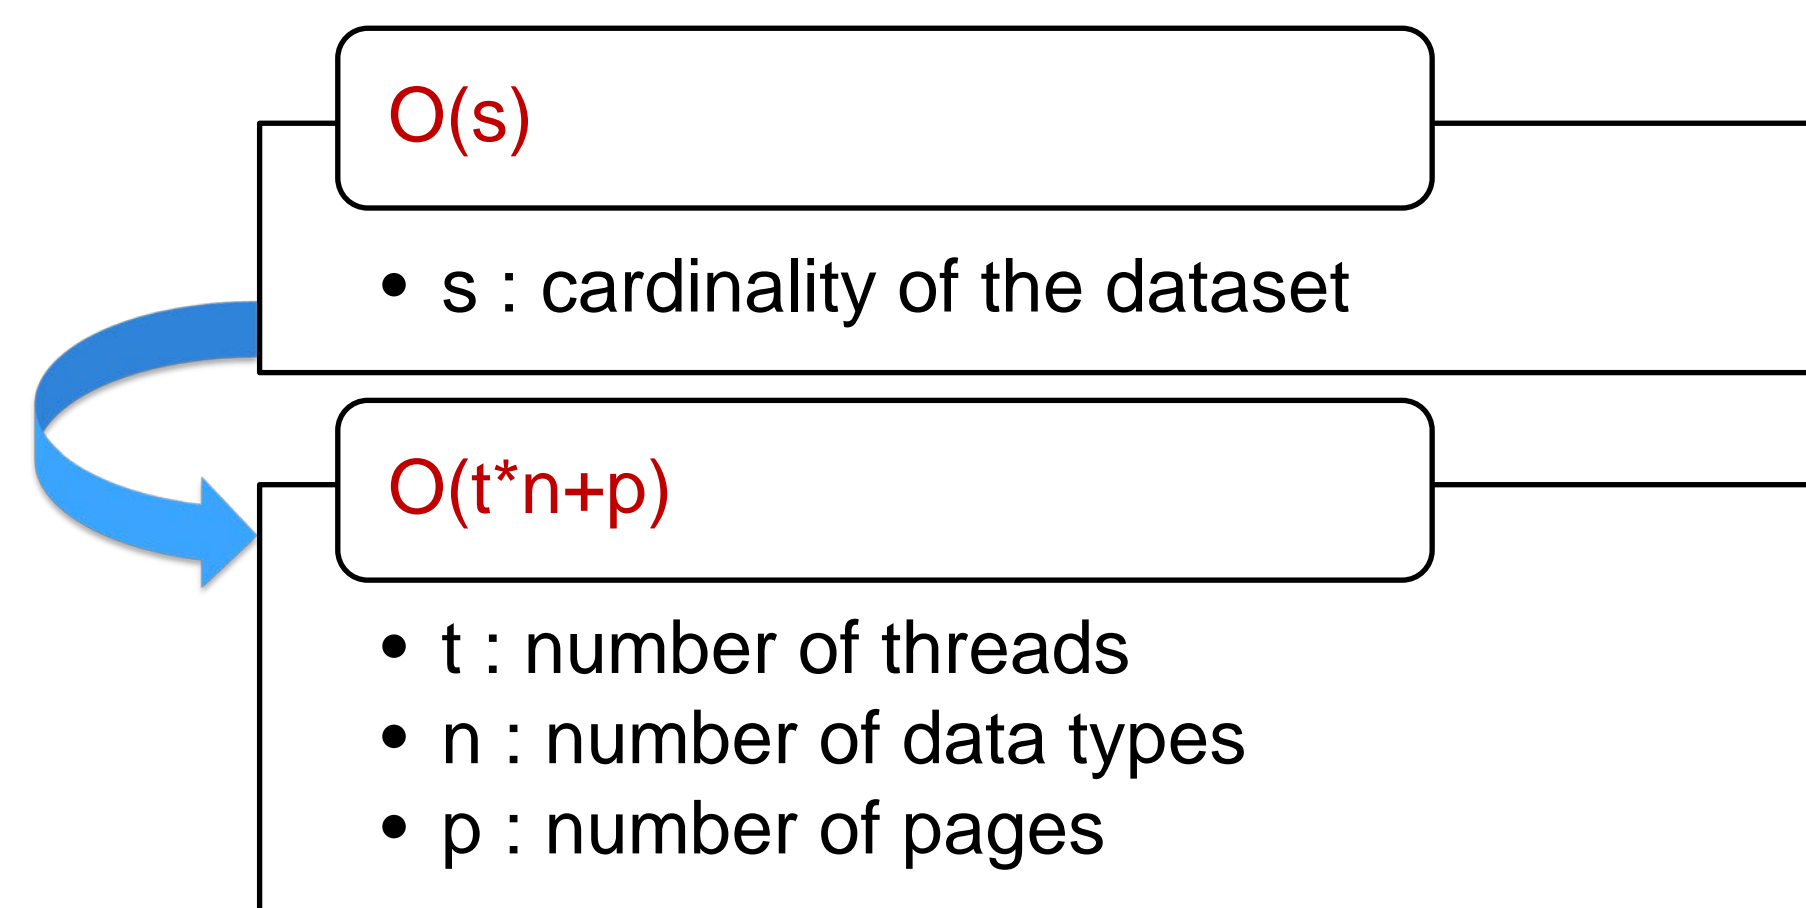 O(s)
• s : cardinality of the dataset
O(t*n+p)
• t : number of threads
• n : number of data types
• p : number of pages